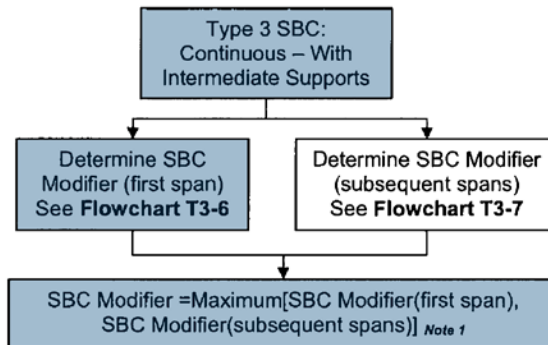 Type 3 SBC:
Continuous – With
Intermediate Supports
Determine SBC
Modifier (first span)
See Flowchart T3-6
Determine SBC Modifier
(subsequent spans)
See Flowchart T3-7
SBC Modifier =Maximum[SBC Modifier(first span),
SBC Modifier(subsequent spans)] Note 1